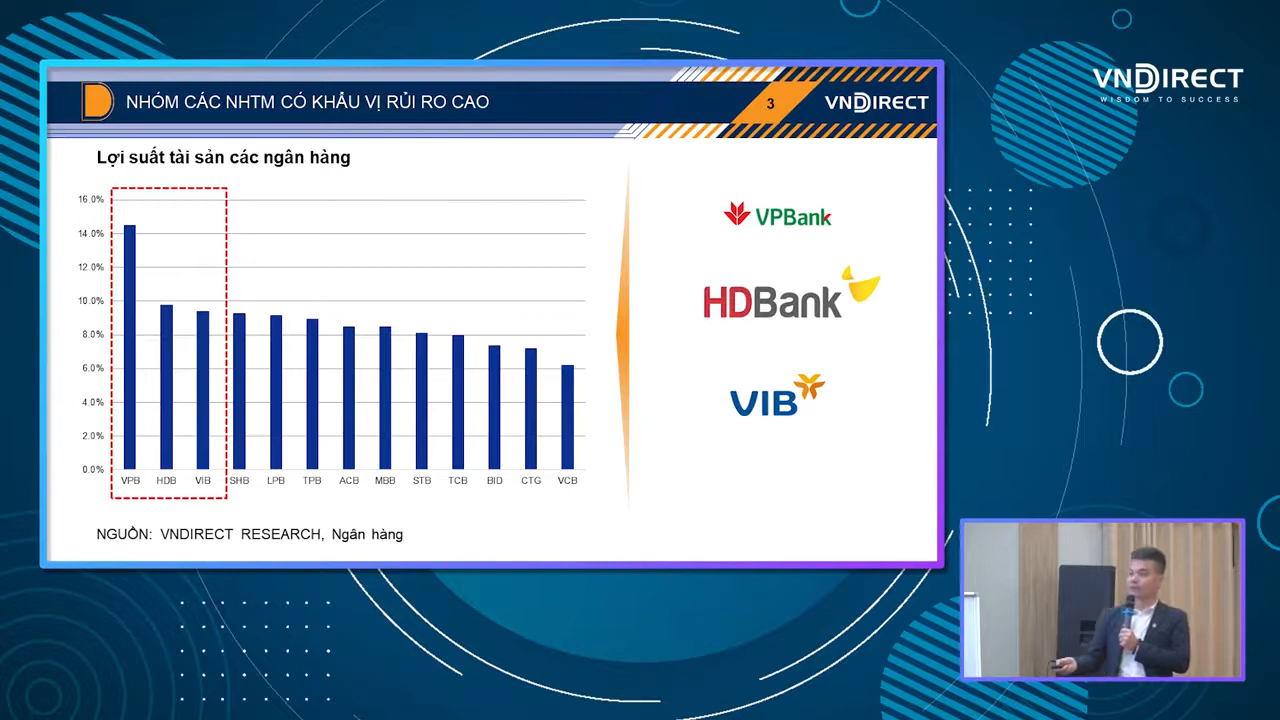 NHÓM CÁC NHTM CÓ KHẨU VỊ RỦI RO CAO
3
VNDIRECT
VNDIRECT
WISDOM TO SUCCESS
Lợi suất tài sản các ngân hàng
16.0%
14.0%
12.0%
10.0%
8.0%
6.0%
4.0%
2.0%
0.0%
VPB HDB VIB SHB LPB TPB ACB MBB STB TCB BID CTG VCB
VPBank
HDBank
VIB
NGUỒN: VNDIRECT RESEARCH, Ngân hàng